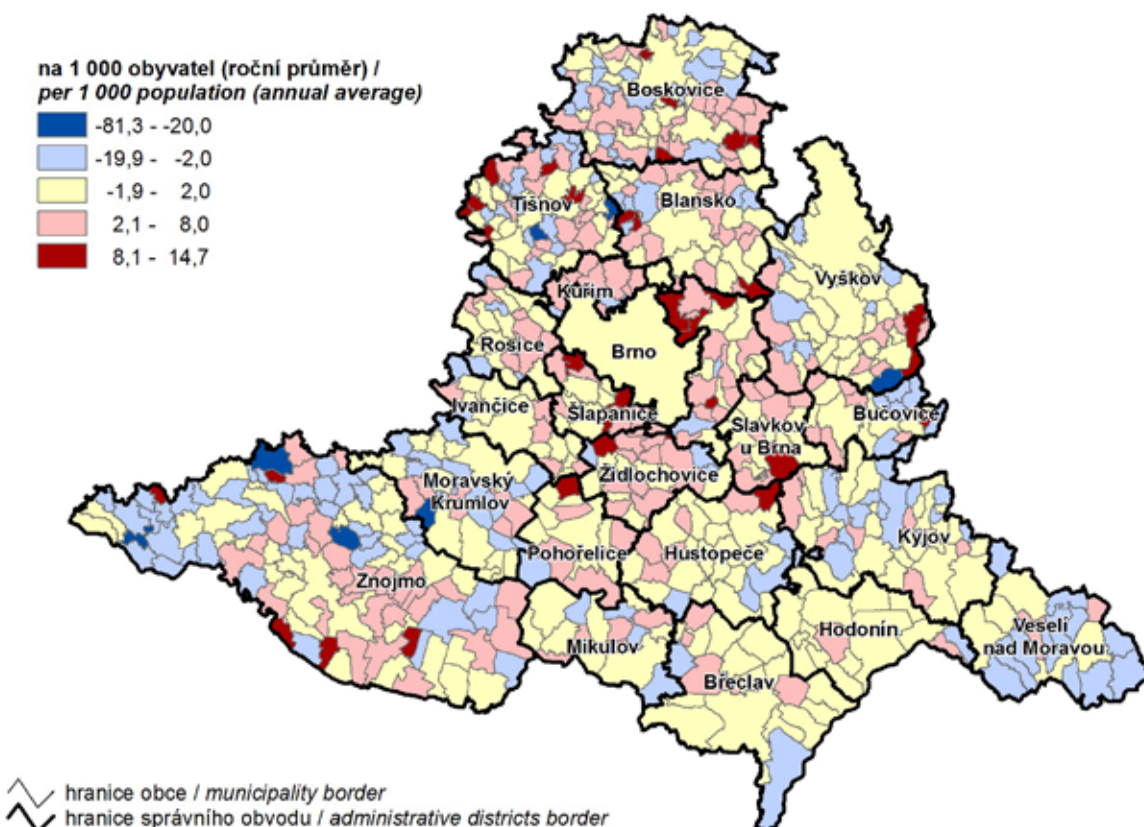 na 1 000 obyvatel (roční průměr) /
per 1 000 population (annual average)
-81,3 - -20,0
-19,9 - -2,0
-1,9 - 2,0
2,1 - 8,0
8,1 - 14,7
Boskovice
Tišnov
Blansko
Vyškov
Kuřim
Rosice
Brno
Ivančice
Šlapanice
Slavkov
u Brna
Bučovice
Židlochovice
Moravský
Krumlov
Pohořelice
Hustopeče
Kyjov
Znojmo
Mikulov
Hodonín
Veselí
nad Moravou
Břeclav
hranice obce / municipality border
hranice správního obvodu / administrative districts border